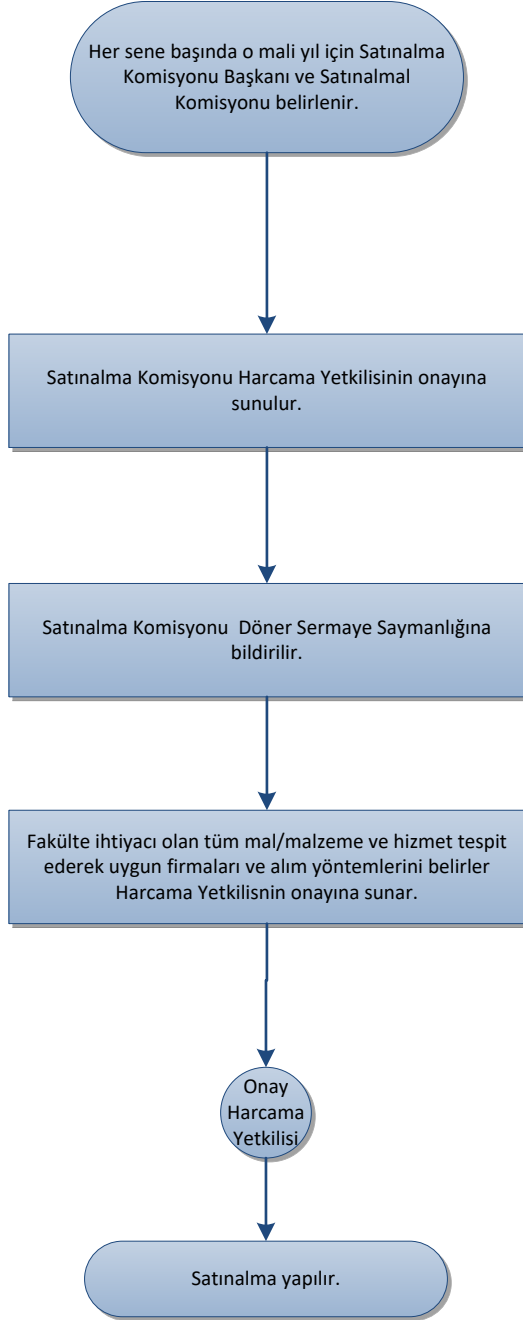 Her sene başında o mali yıl için Satınalma
Komisyonu Başkanı ve Satınalmal
Komisyonu belirlenir.
Satınalma Komisyonu Harcama Yetkilisinin onayına
sunulur.
Satınalma Komisyonu  Döner Sermaye Saymanlığına
bildirilir.
Fakülte ihtiyacı olan tüm mal/malzeme ve hizmet tespit
ederek uygun firmaları ve alım yöntemlerini belirler
Harcama Yetkilisnin onayına sunar.
Onay
Harcama
Yetkilisi
Satınalma yapılır.